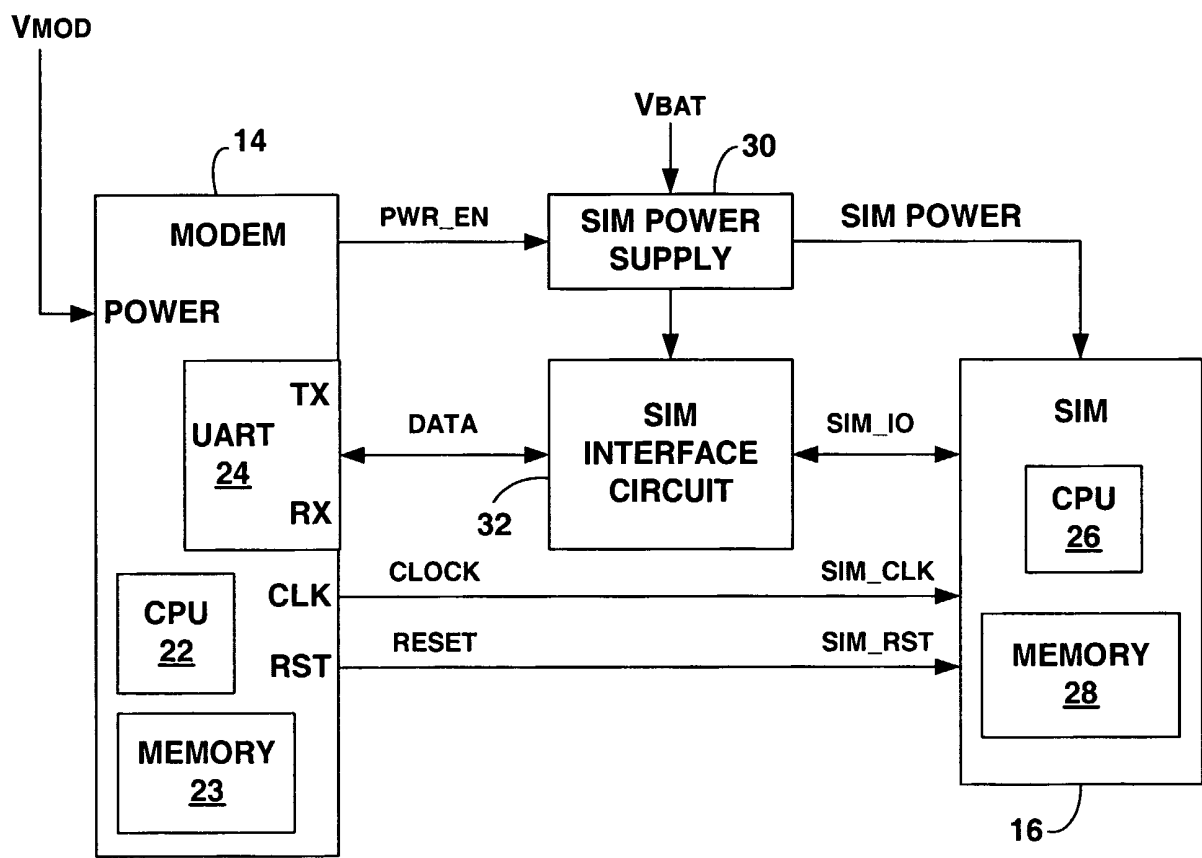 VMOD
VBAT
14
30
MODEM
PWR_EN
SIM POWER
SUPPLY
SIM POWER
POWER
TX
UART
24
RX
DATA
SIM
INTERFACE
CIRCUIT
32
SIM_IO
SIM
CPU
26
CLK
CLOCK
SIM_CLK
CPU
22
RST
RESET
SIM_RST
MEMORY
28
MEMORY
23
16